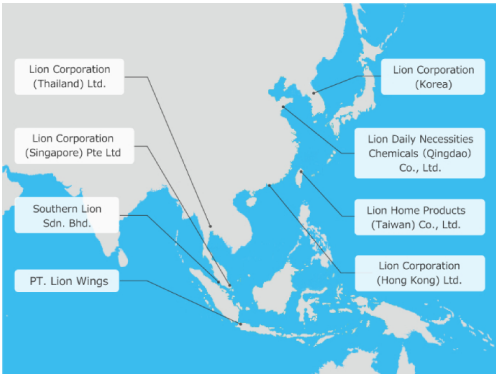 Lion Corporation
(Thailand) Ltd.
Lion Corporation
(Singapore) Pte Ltd
Southern Lion
Sdn. Bhd.
PT. Lion Wings
Lion Corporation
(Korea)
Lion Daily Necessities
Chemicals (Qingdao)
Co., Ltd.
Lion Home Products
(Taiwan) Co., Ltd.
Lion Corporation
(Hong Kong) Ltd.